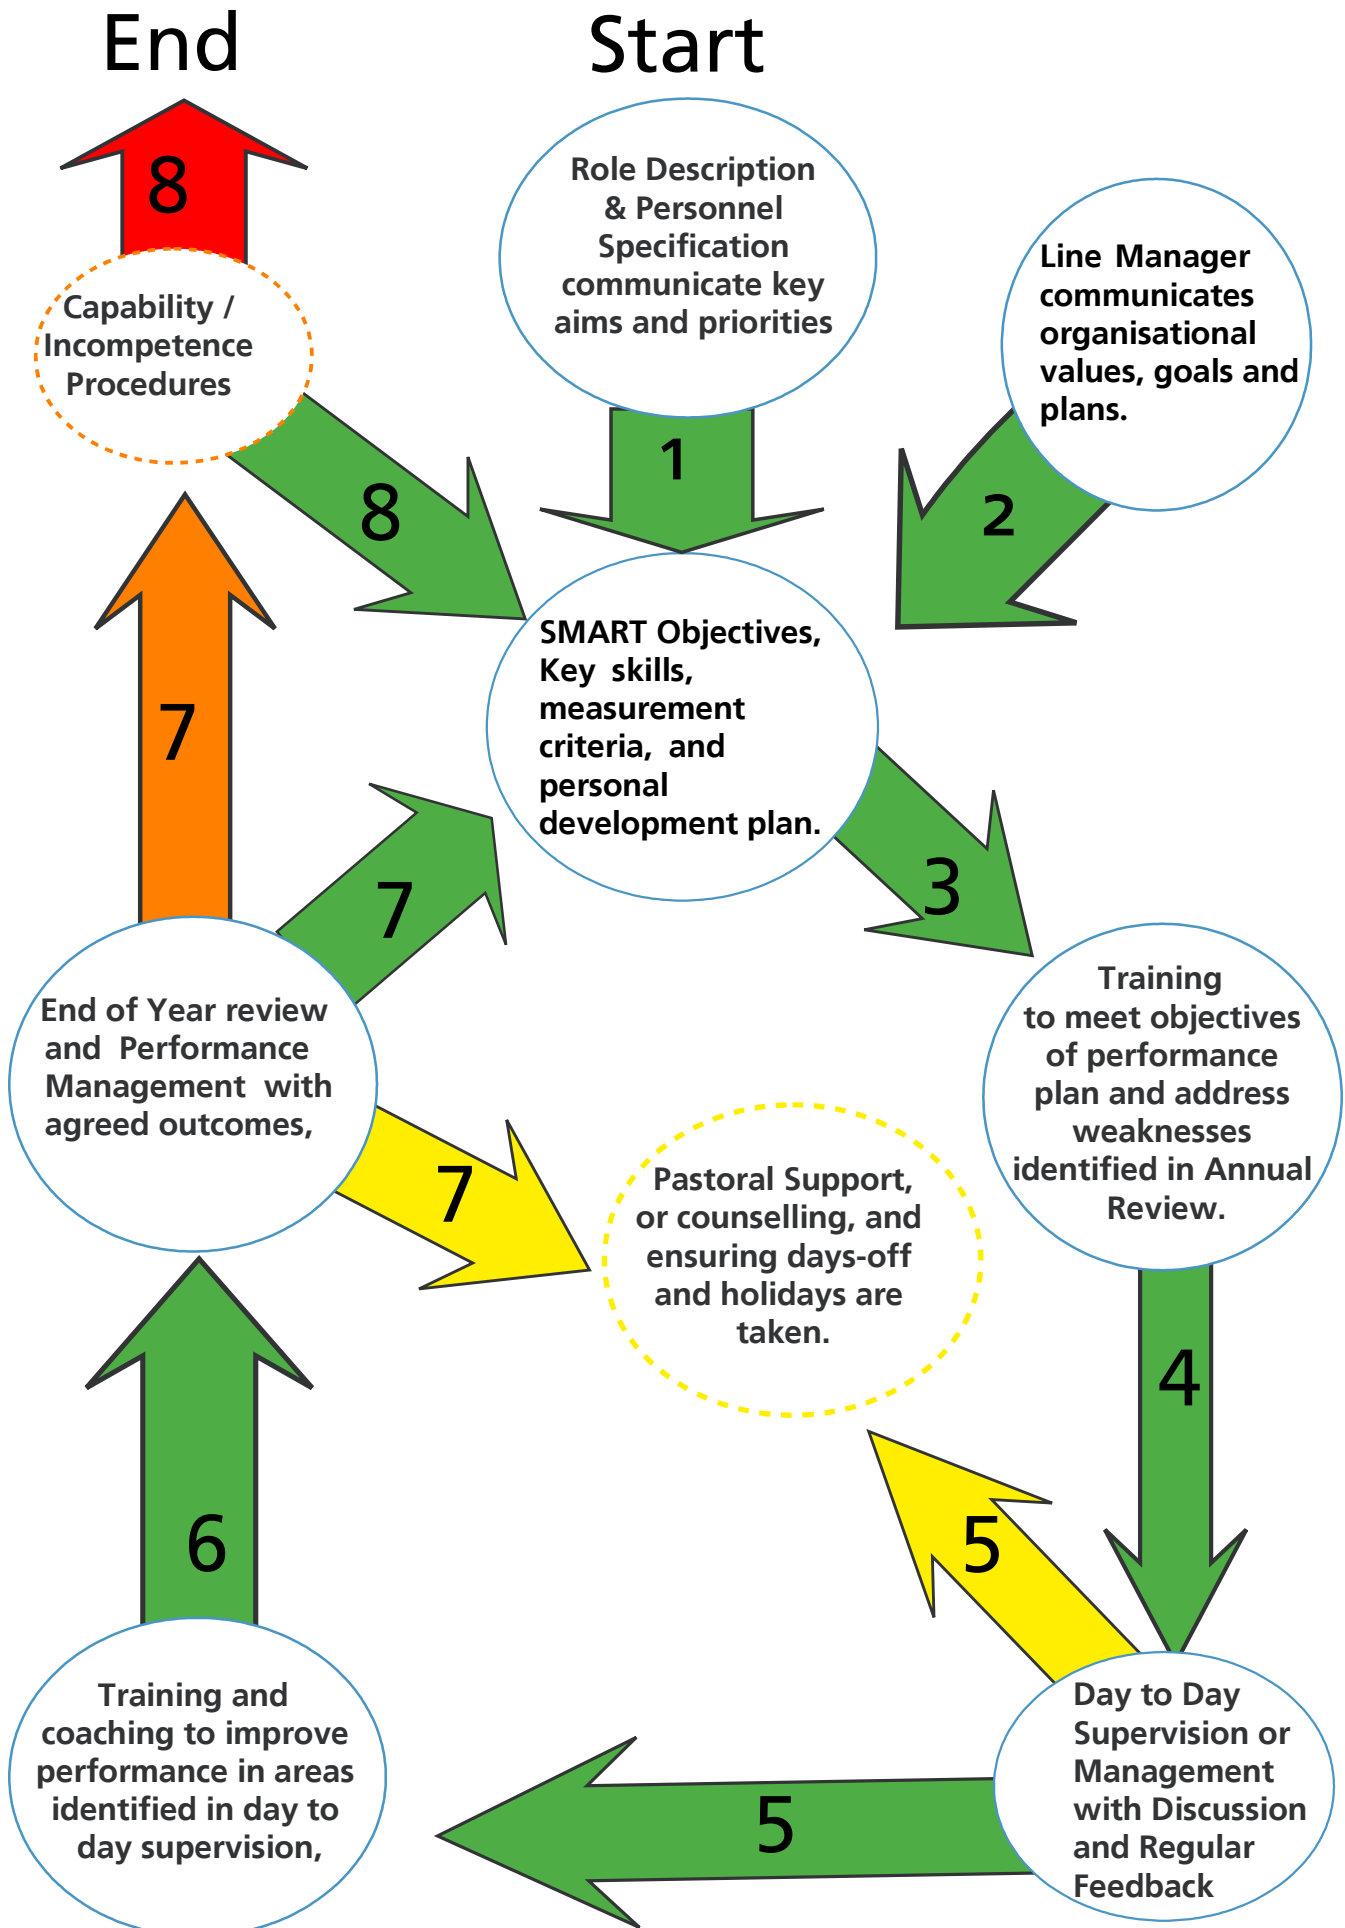 End
Start
8
Role Description
& Personnel
Specification
communicate key
aims and priorities
Line Manager
communicates
organisational
values, goals and
plans.
Capability /
Incompetence
Procedures
1
2
8
SMART Objectives,
Key skills,
measurement
criteria, and
personal
development plan.
7
7
3
End of Year review
and Performance
Management with
agreed outcomes,
Training
to meet objectives
of performance
plan and address
weaknesses
identified in Annual
Review.
7
Pastoral Support,
or counselling, and
ensuring days-off
and holidays are
taken.
4
6
5
Training and
coaching to improve
performance in areas
identified in day to
day supervision,
5
Day to Day
Supervision or
Management
with Discussion
and Regular
Feedback